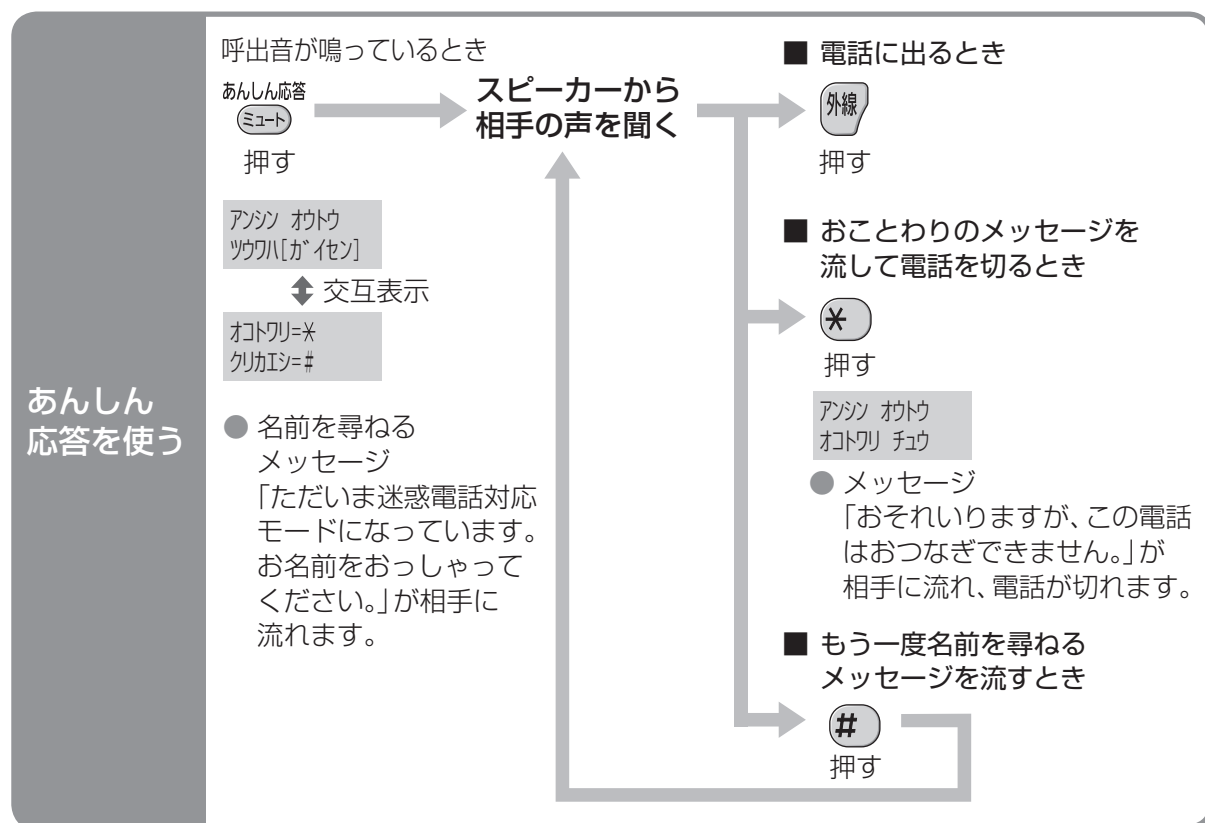 あんしん
応答を使う
呼出音が鳴っているとき
あんしん応答
ミュート
押す
アンシン オウトウ
ツウワハ[ガイセン]
交互表示
オコトワリ=*
クリカエシ=#
● 名前を尋ねる
メッセージ
「ただいま迷惑電話対応
モードになっています。
お名前をおっしゃって
ください。」が相手に
流れます。
スピーカーから
相手の声を聞く
■ 電話に出るとき
外線
押す
■ おことわりのメッセージを
流して電話を切るとき
*
押す
アンシン オウトウ
オコトワリ チュウ
● メッセージ
「おそれいりますが、この電話
はおつなぎできません。」が
相手に流れ、電話が切れます。
■ もう一度名前を尋ねる
メッセージを流すとき
#
押す